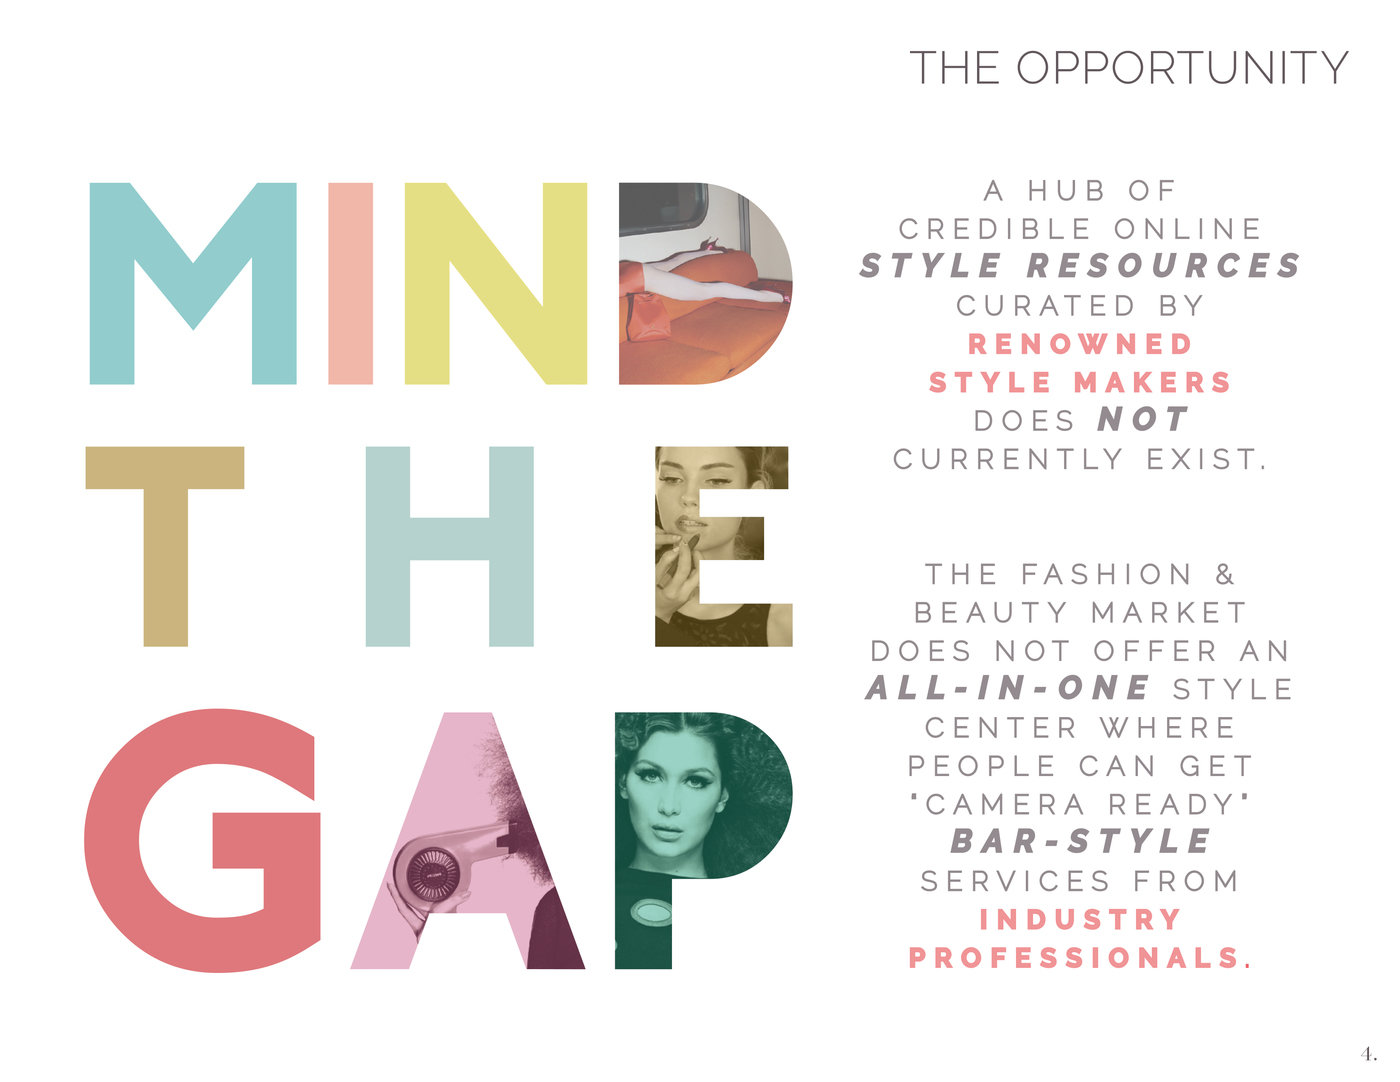 THE OPPORTUNITY
MIND
THE
GAP
A HUB OF
CREDIBLE ONLINE
STYLE RESOURCES
CURATED BY
RENOWNED
STYLE MAKERS
DOES NOT
CURRENTLY EXIST.
THE FASHION &
BEAUTY MARKET
DOES NOT OFFER AN
ALL-IN-ONE STYLE
CENTER WHERE
PEOPLE CAN GET
"CAMERA READY"
BAR-STYLE
SERVICES FROM
INDUSTRY
PROFESSIONALS.
4.